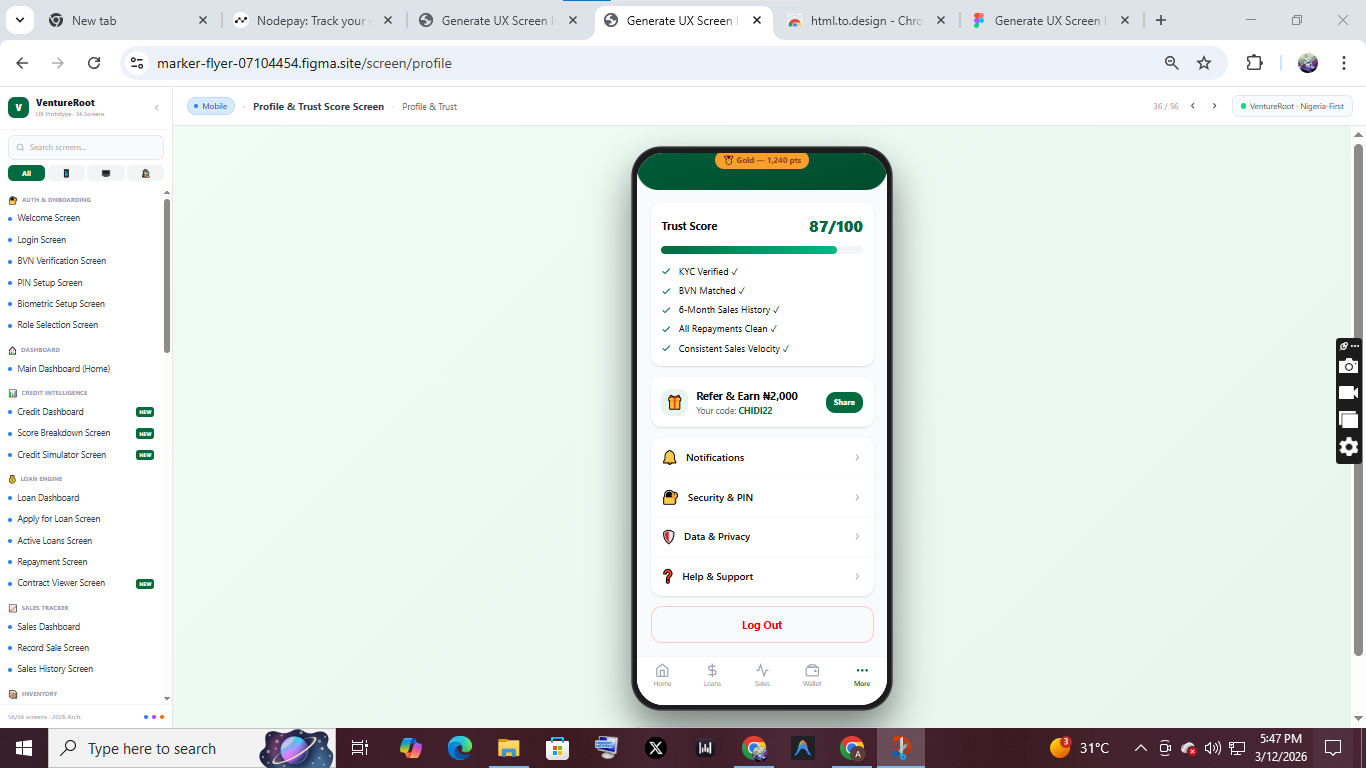 New tab
Nodepay: Track your
Generate UX Screen
Generate UX Screen
html.to.design - Chro
Generate UX Screen
marker-flyer-07104454.figma.site/screen/profile
V
VentureRoot
UX Prototype · 56 Screens
Mobile · Profile & Trust Score Screen · Profile & Trust
36 / 56
VentureRoot · Nigeria-First
Search screens...
All
AUTH & ONBOARDING
Welcome Screen
Login Screen
BVN Verification Screen
PIN Setup Screen
Biometric Setup Screen
Role Selection Screen
DASHBOARD
Main Dashboard (Home)
CREDIT INTELLIGENCE
Credit Dashboard NEW
Score Breakdown Screen NEW
Credit Simulator Screen NEW
LOAN ENGINE
Loan Dashboard
Apply for Loan Screen
Active Loans Screen
Repayment Screen
Contract Viewer Screen NEW
SALES TRACKER
Sales Dashboard
Record Sale Screen
Sales History Screen
INVENTORY
56/56 screens · 2026 Arch.
Gold — 1,240 pts
Trust Score 87/100
KYC Verified ✓
BVN Matched ✓
6-Month Sales History ✓
All Repayments Clean ✓
Consistent Sales Velocity ✓
Refer & Earn ₦2,000
Your code: CHIDI22
Share
Notifications
Security & PIN
Data & Privacy
Help & Support
Log Out
Home Loans Sales Wallet More
Type here to search
3
31°C
5:47 PM
3/12/2026